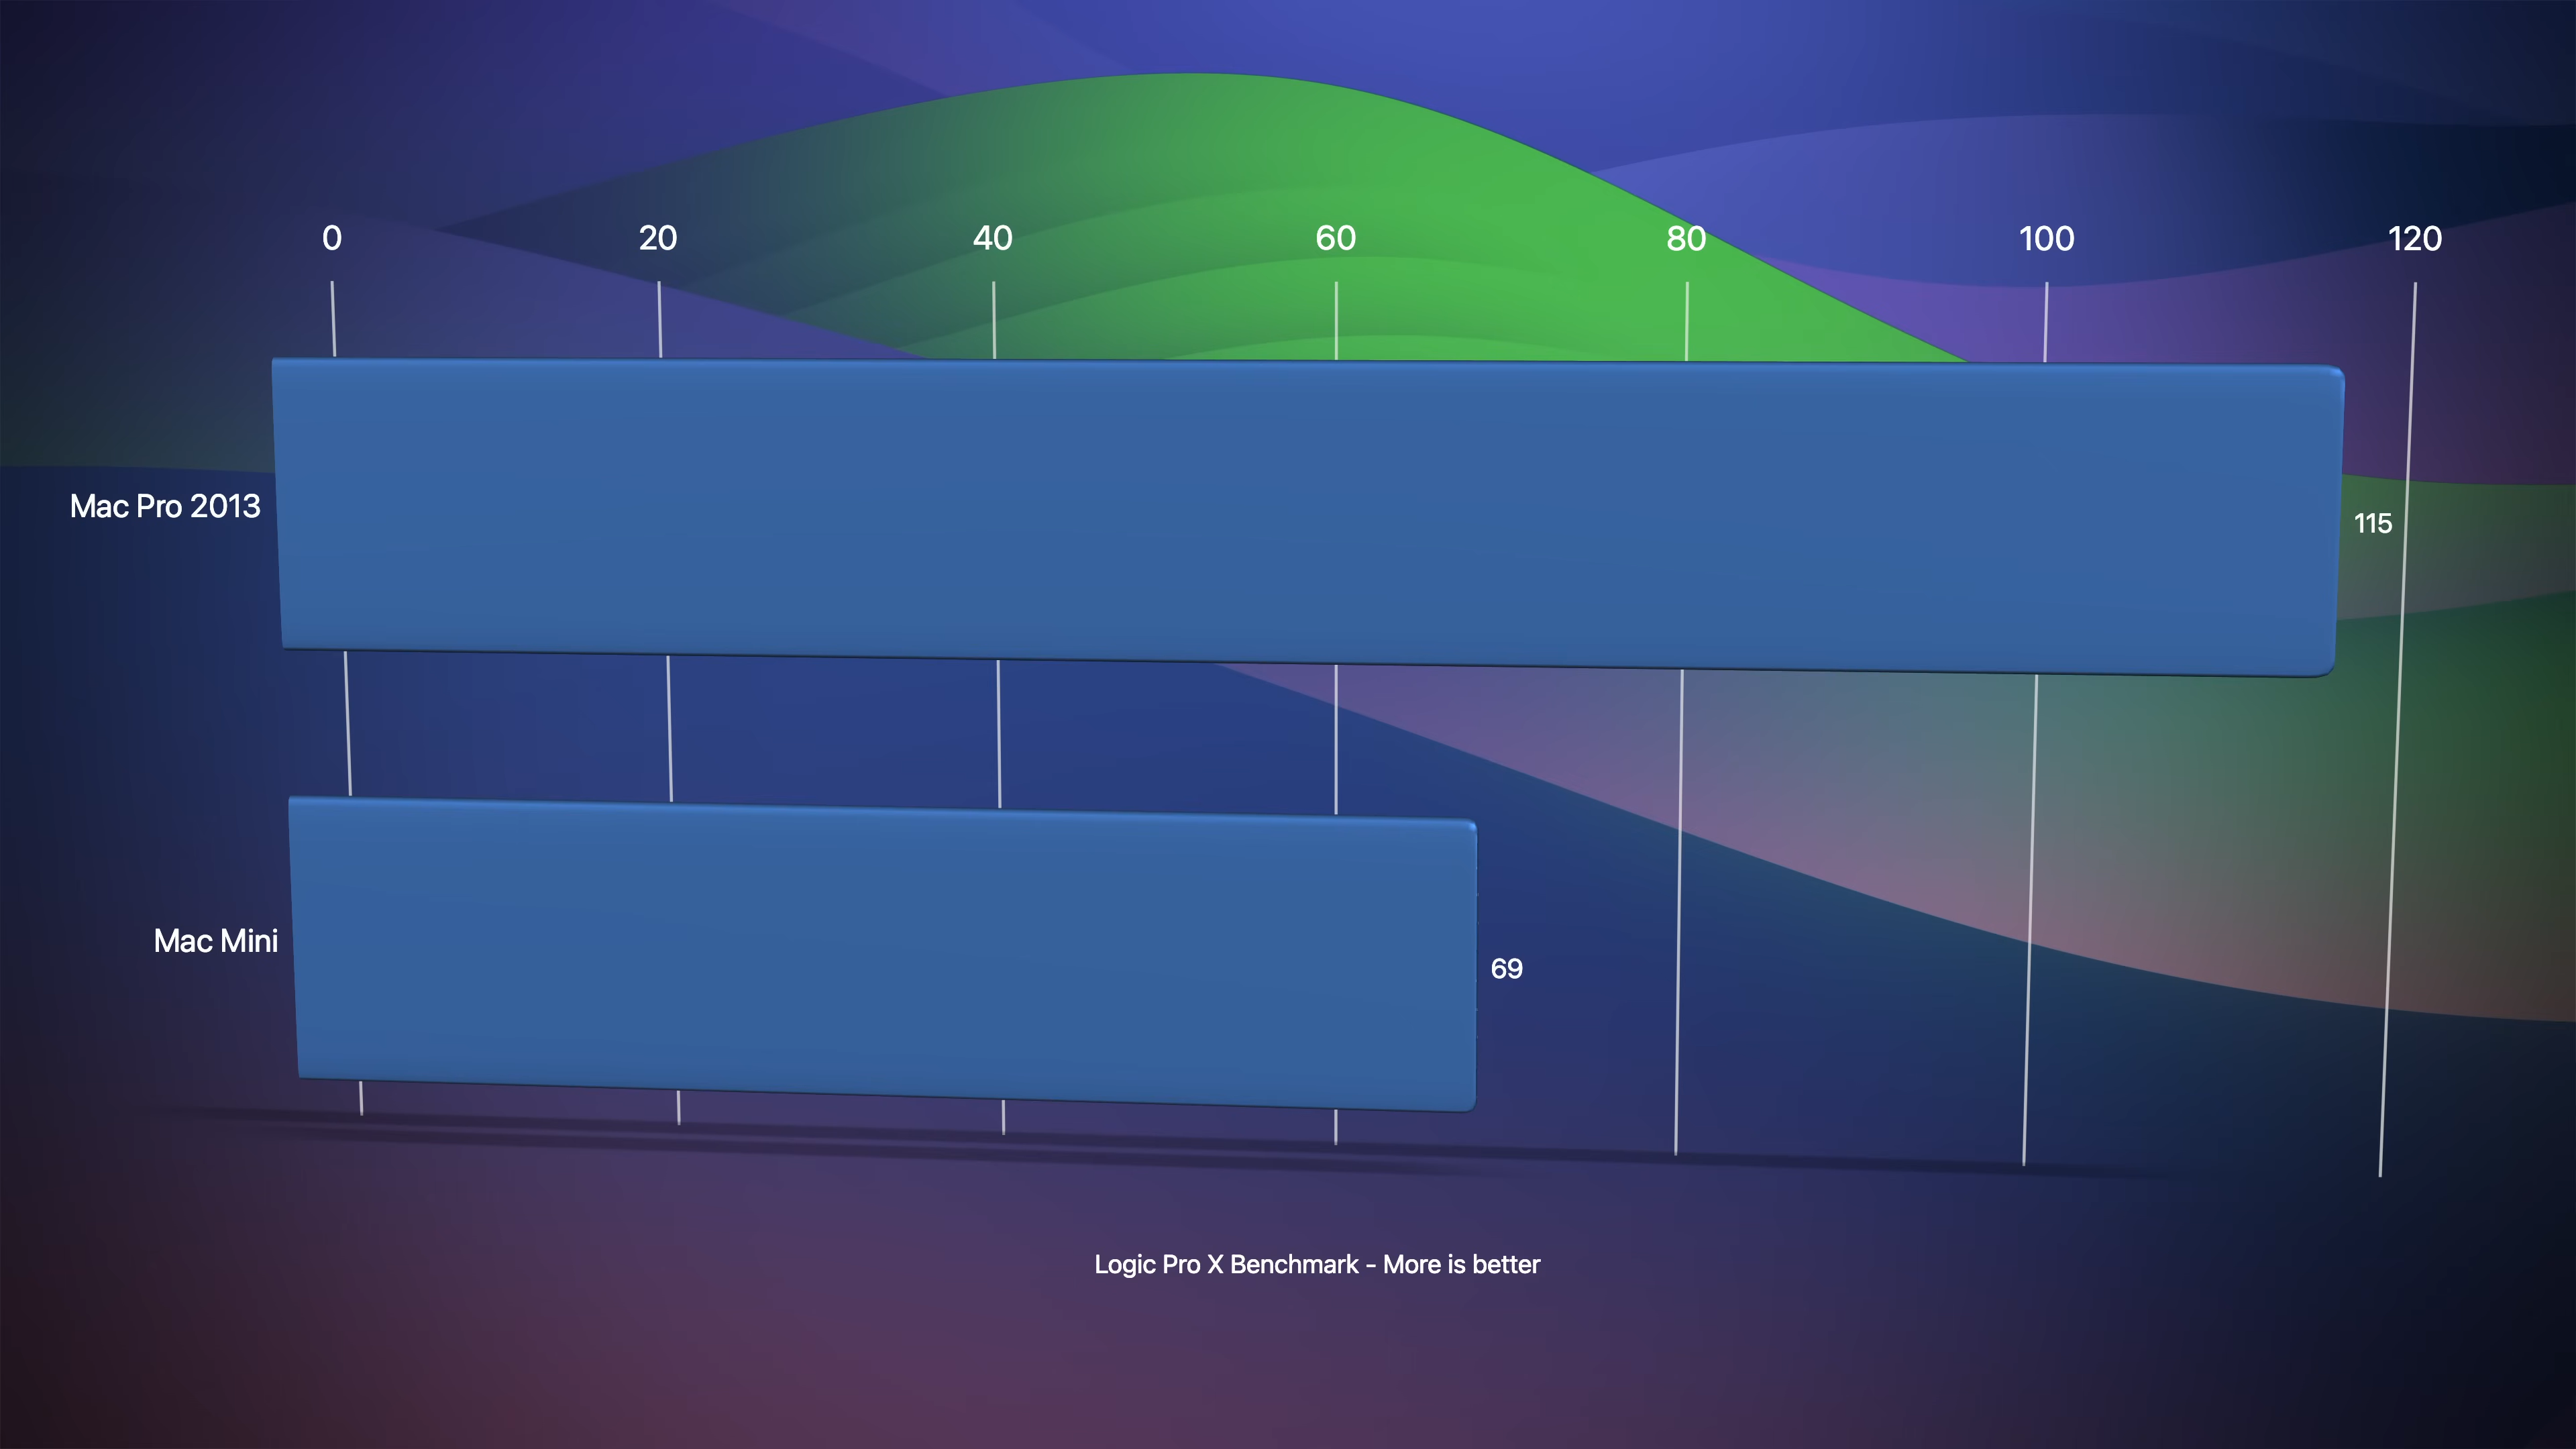 0 20 40 60 80 100 120
Mac Pro 2013
115
Mac Mini
69
Logic Pro X Benchmark - More is better